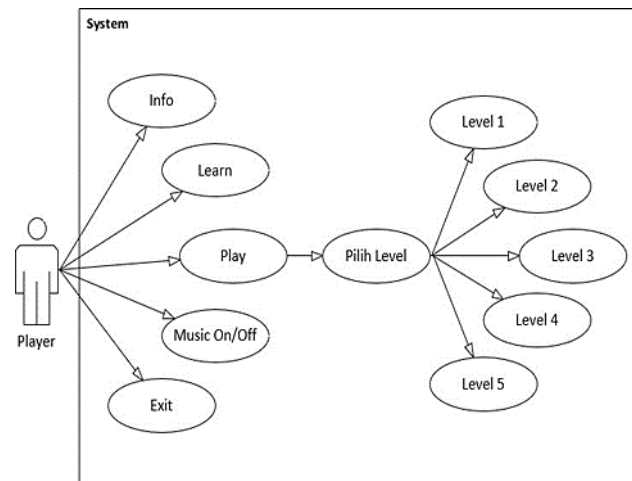 System
Info
Learn
Play
Music On/Off
Exit
Player
Pilih Level
Level 1
Level 2
Level 3
Level 4
Level 5